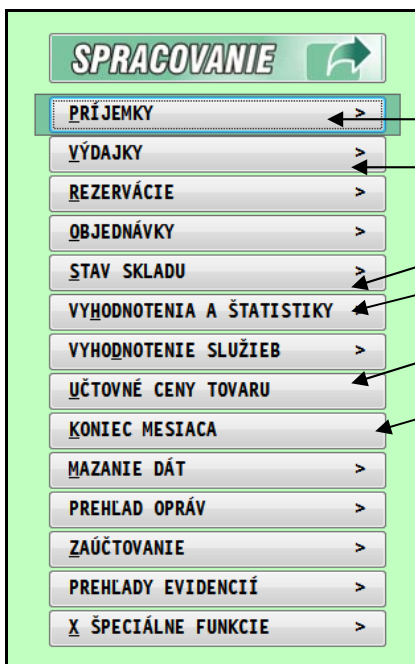 SPRACOVANIE
PRÍJEMKY >
VÝDAJKY >
REZERVÁCIE >
OBJEDNÁVKY >
STAV SKLADU >
VYHODNOTENIA A ŠTATISTIKY >
VYHODNOTENIE SLUŽIEB >
UČTOVNÉ CENY TOVARU
KONIEC MESIACA
MAZANIE DÁT >
PREHĽAD OPRÁV >
ZAÚČTOVANIE >
PREHĽADY EVIDENCIÍ >
X ŠPECIÁLNE FUNKCIE >